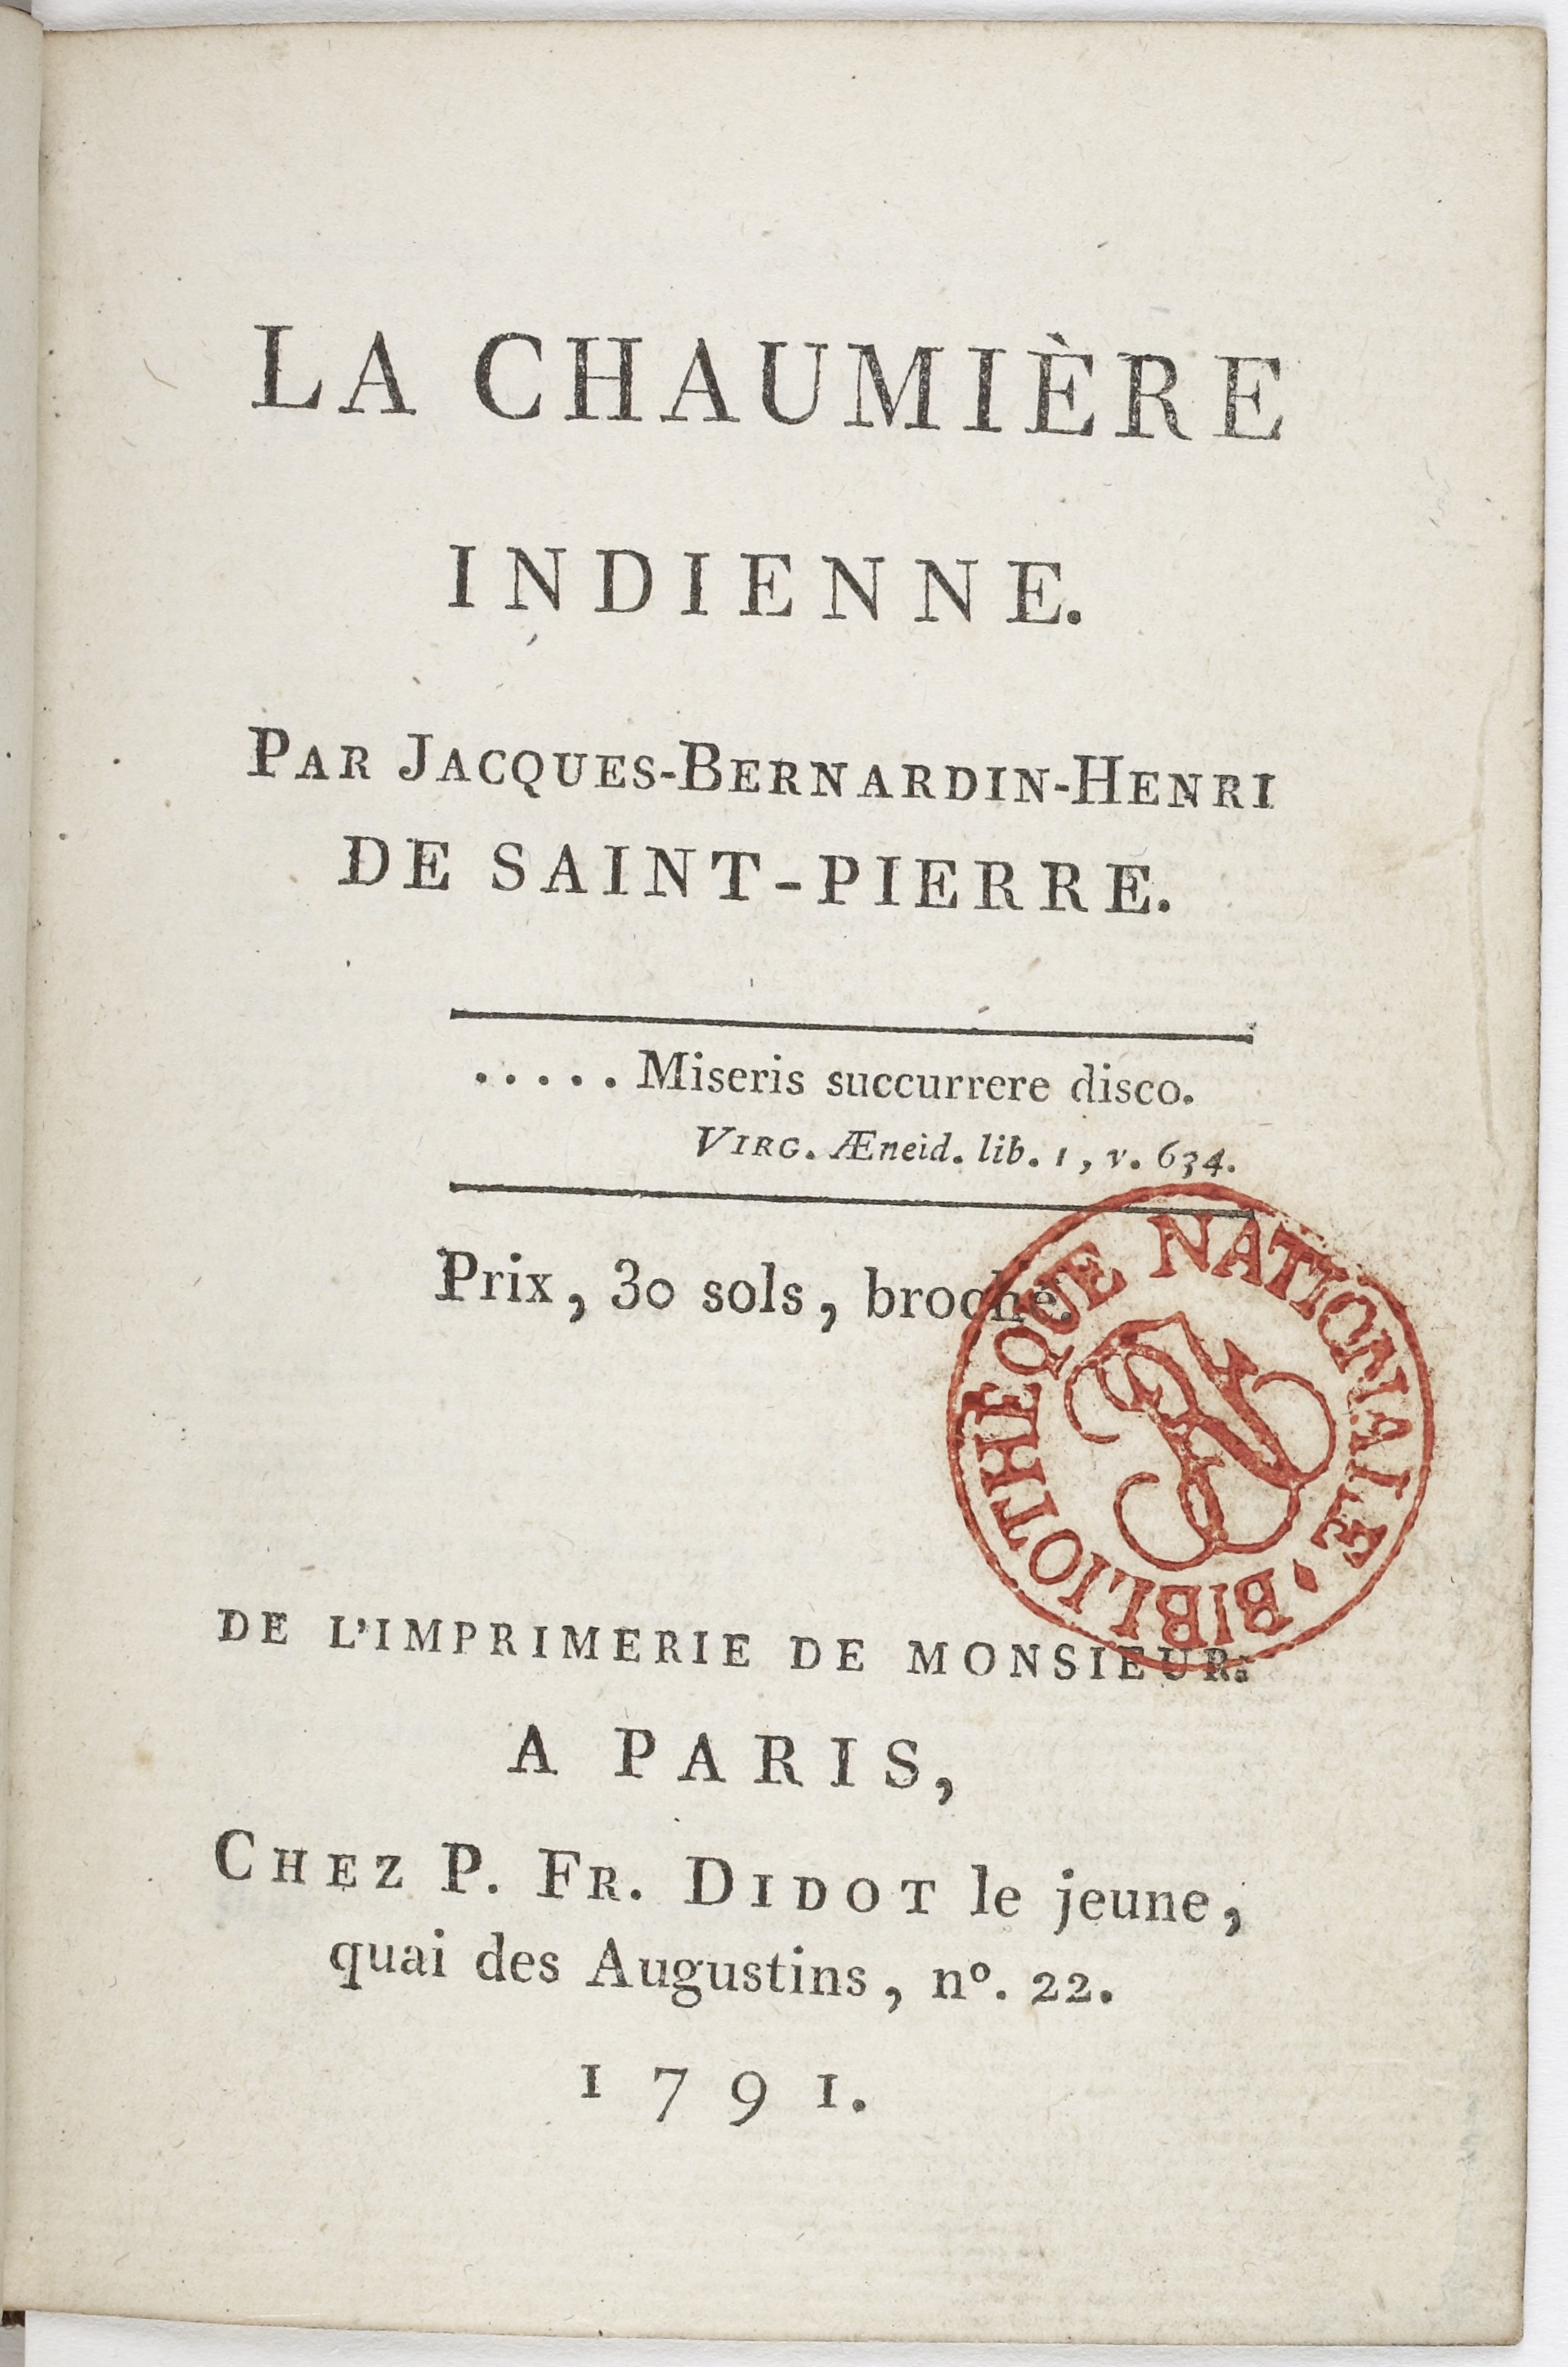 LA CHAUMIÈRE
INDIENNE.
PAR JACQUES-BERNARDIN-HENRI
DE SAINT-PIERRE.
..... Miseris succurrere disco.
VIRG. Æneid. lib. 1, v. 634.
Prix, 30 sols, broché.
BIBLIOTHÈQUE NATIONALE
DE L'IMPRIMERIE DE MONSIEUR.
A PARIS,
CHEZ P. FR. DIDOT le jeune,
quai des Augustins, nº. 22.
1791.